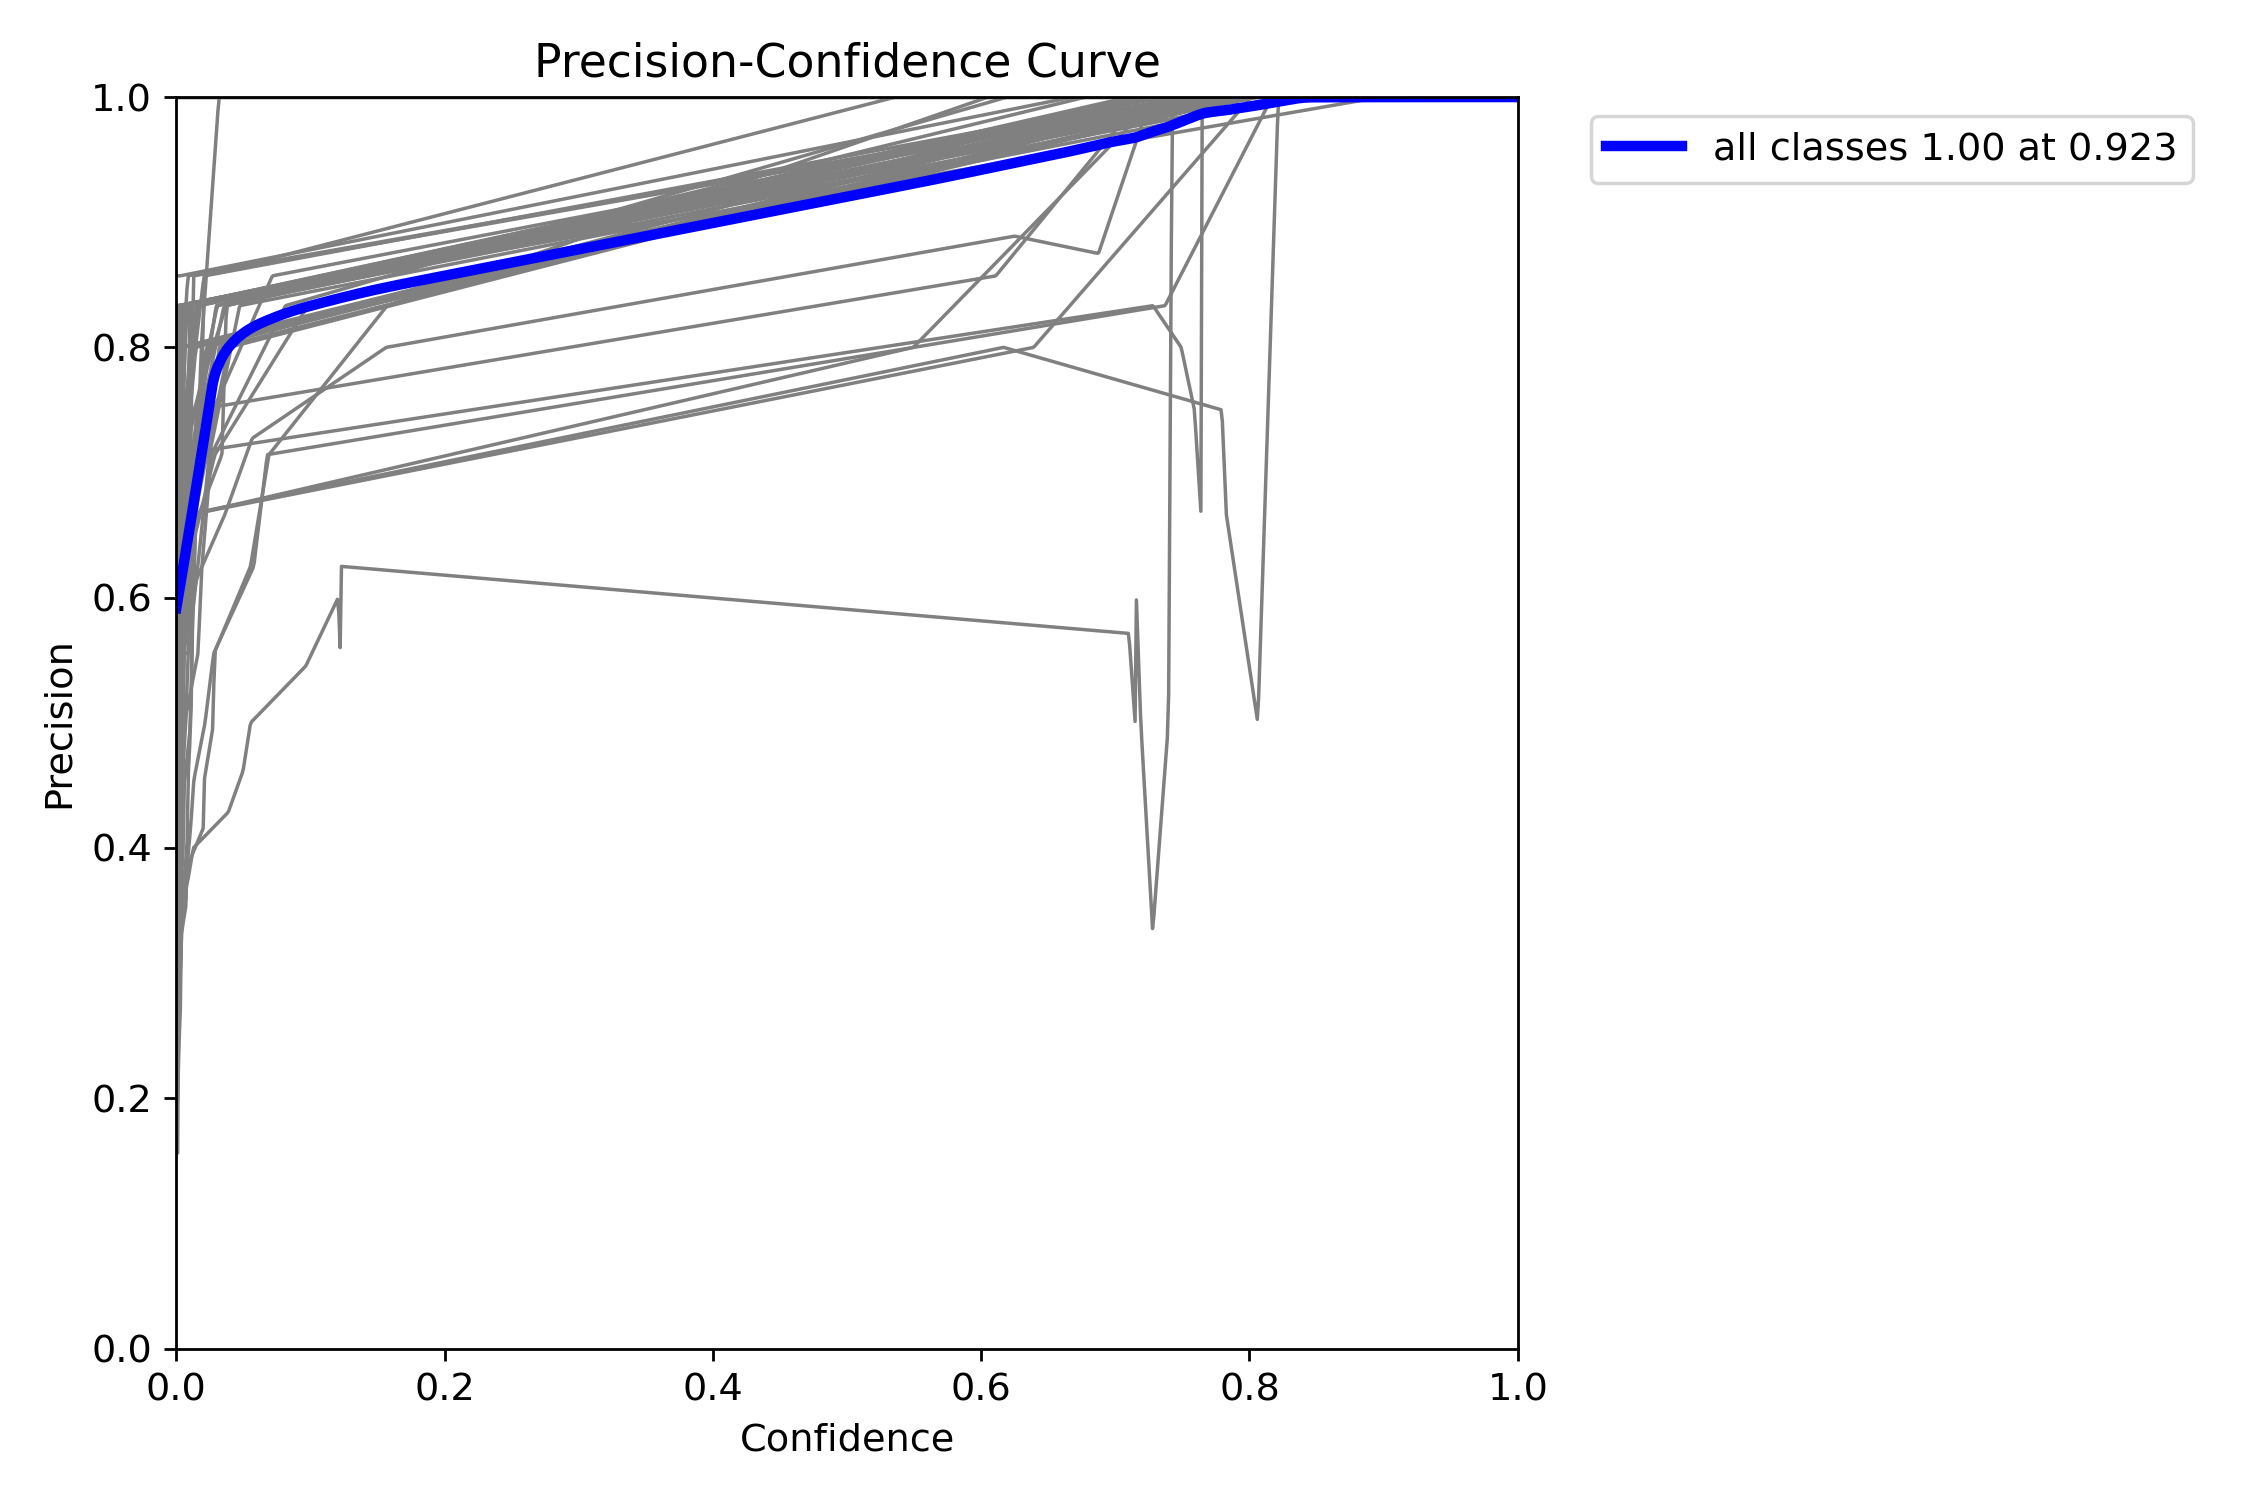 Precision-Confidence Curve
all classes 1.00 at 0.923
1.0
0.8
0.6
0.4
0.2
0.0
Precision
0.0 0.2 0.4 0.6 0.8 1.0
Confidence